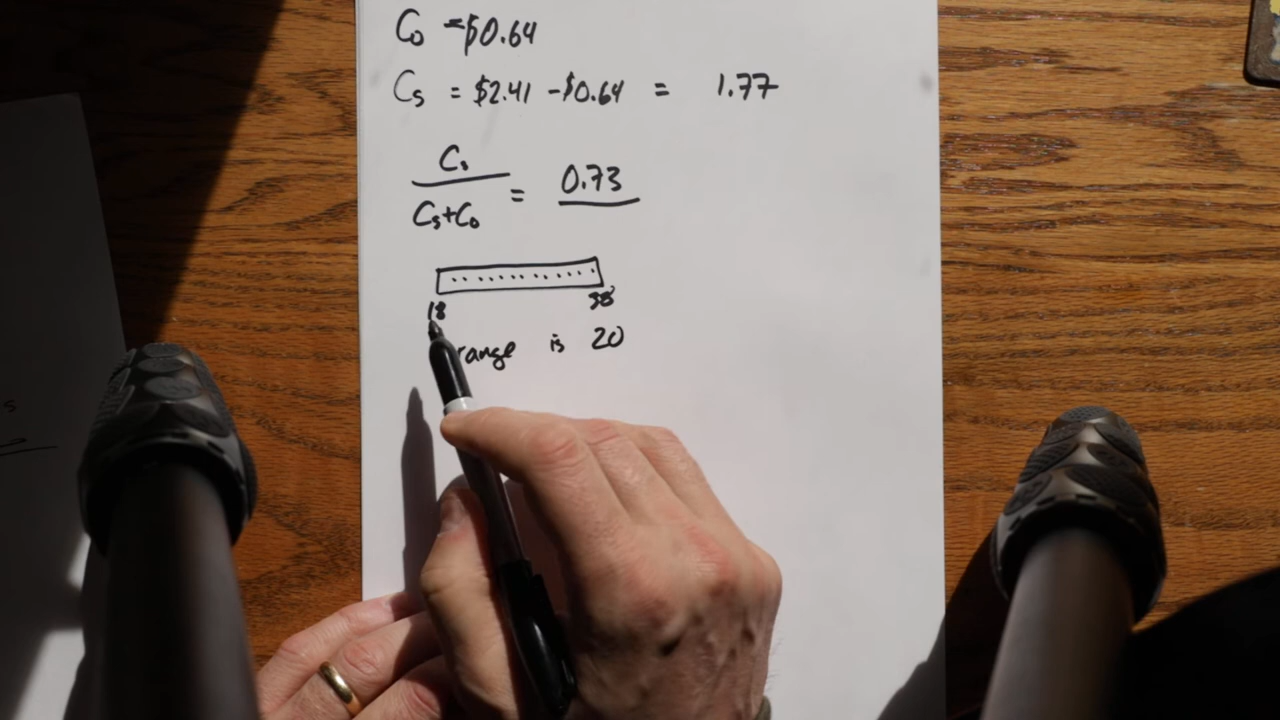 Co = $0.64
Cs = $2.41 - $0.64 = 1.77
Cs
Cs+Co = 0.73
18 38
range is 20
s